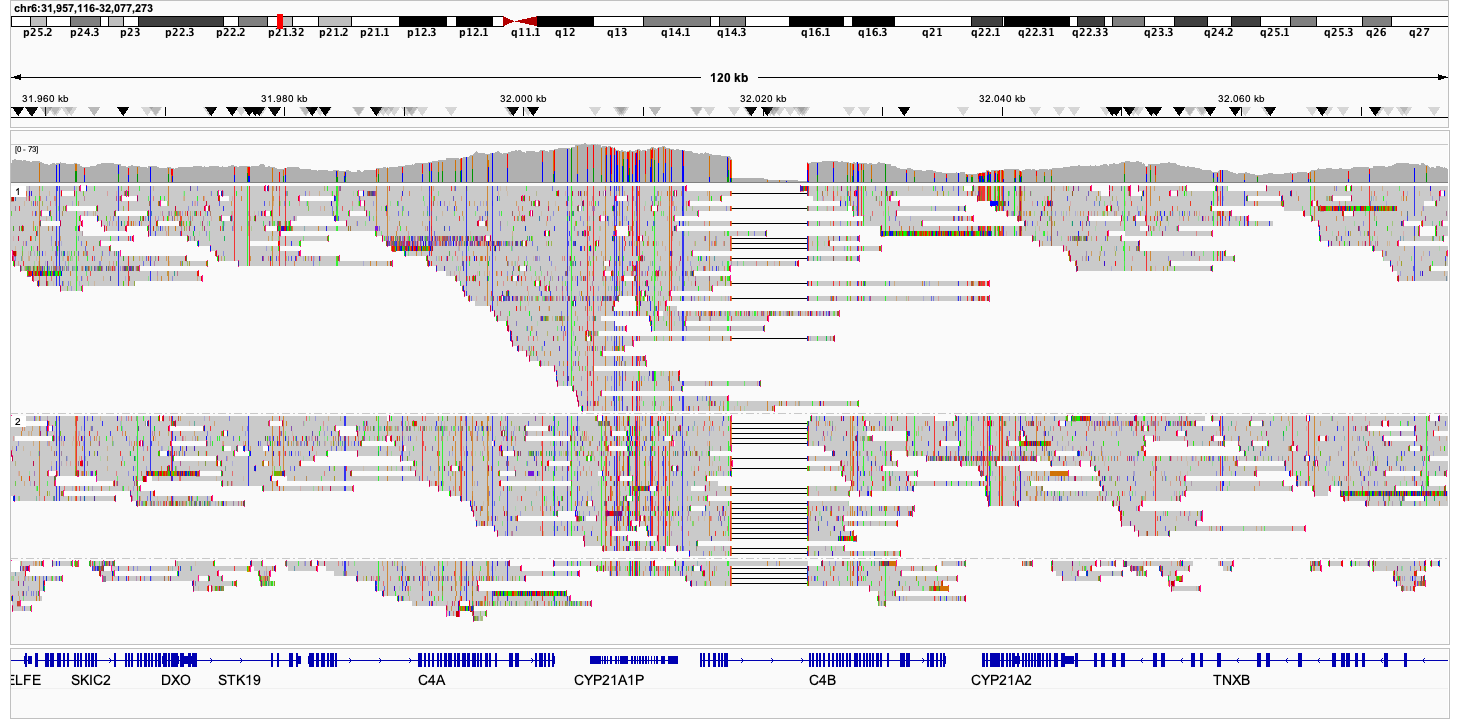 chr6:31,957,116-32,077,273
p25.2 p24.3 p23 p22.3 p22.2 p21.32 p21.2 p21.1 p12.3 p12.1 q11.1 q12 q13 q14.1 q14.3 q16.1 q16.3 q21 q22.1 q22.31 q22.33 q23.3 q24.2 q25.1 q25.3 q26 q27
120 kb
31.960 kb 31.980 kb 32.000 kb 32.020 kb 32.040 kb 32.060 kb
[0 - 73]
1
2
ELFE SKIC2 DXO STK19 C4A CYP21A1P C4B CYP21A2 TNXB